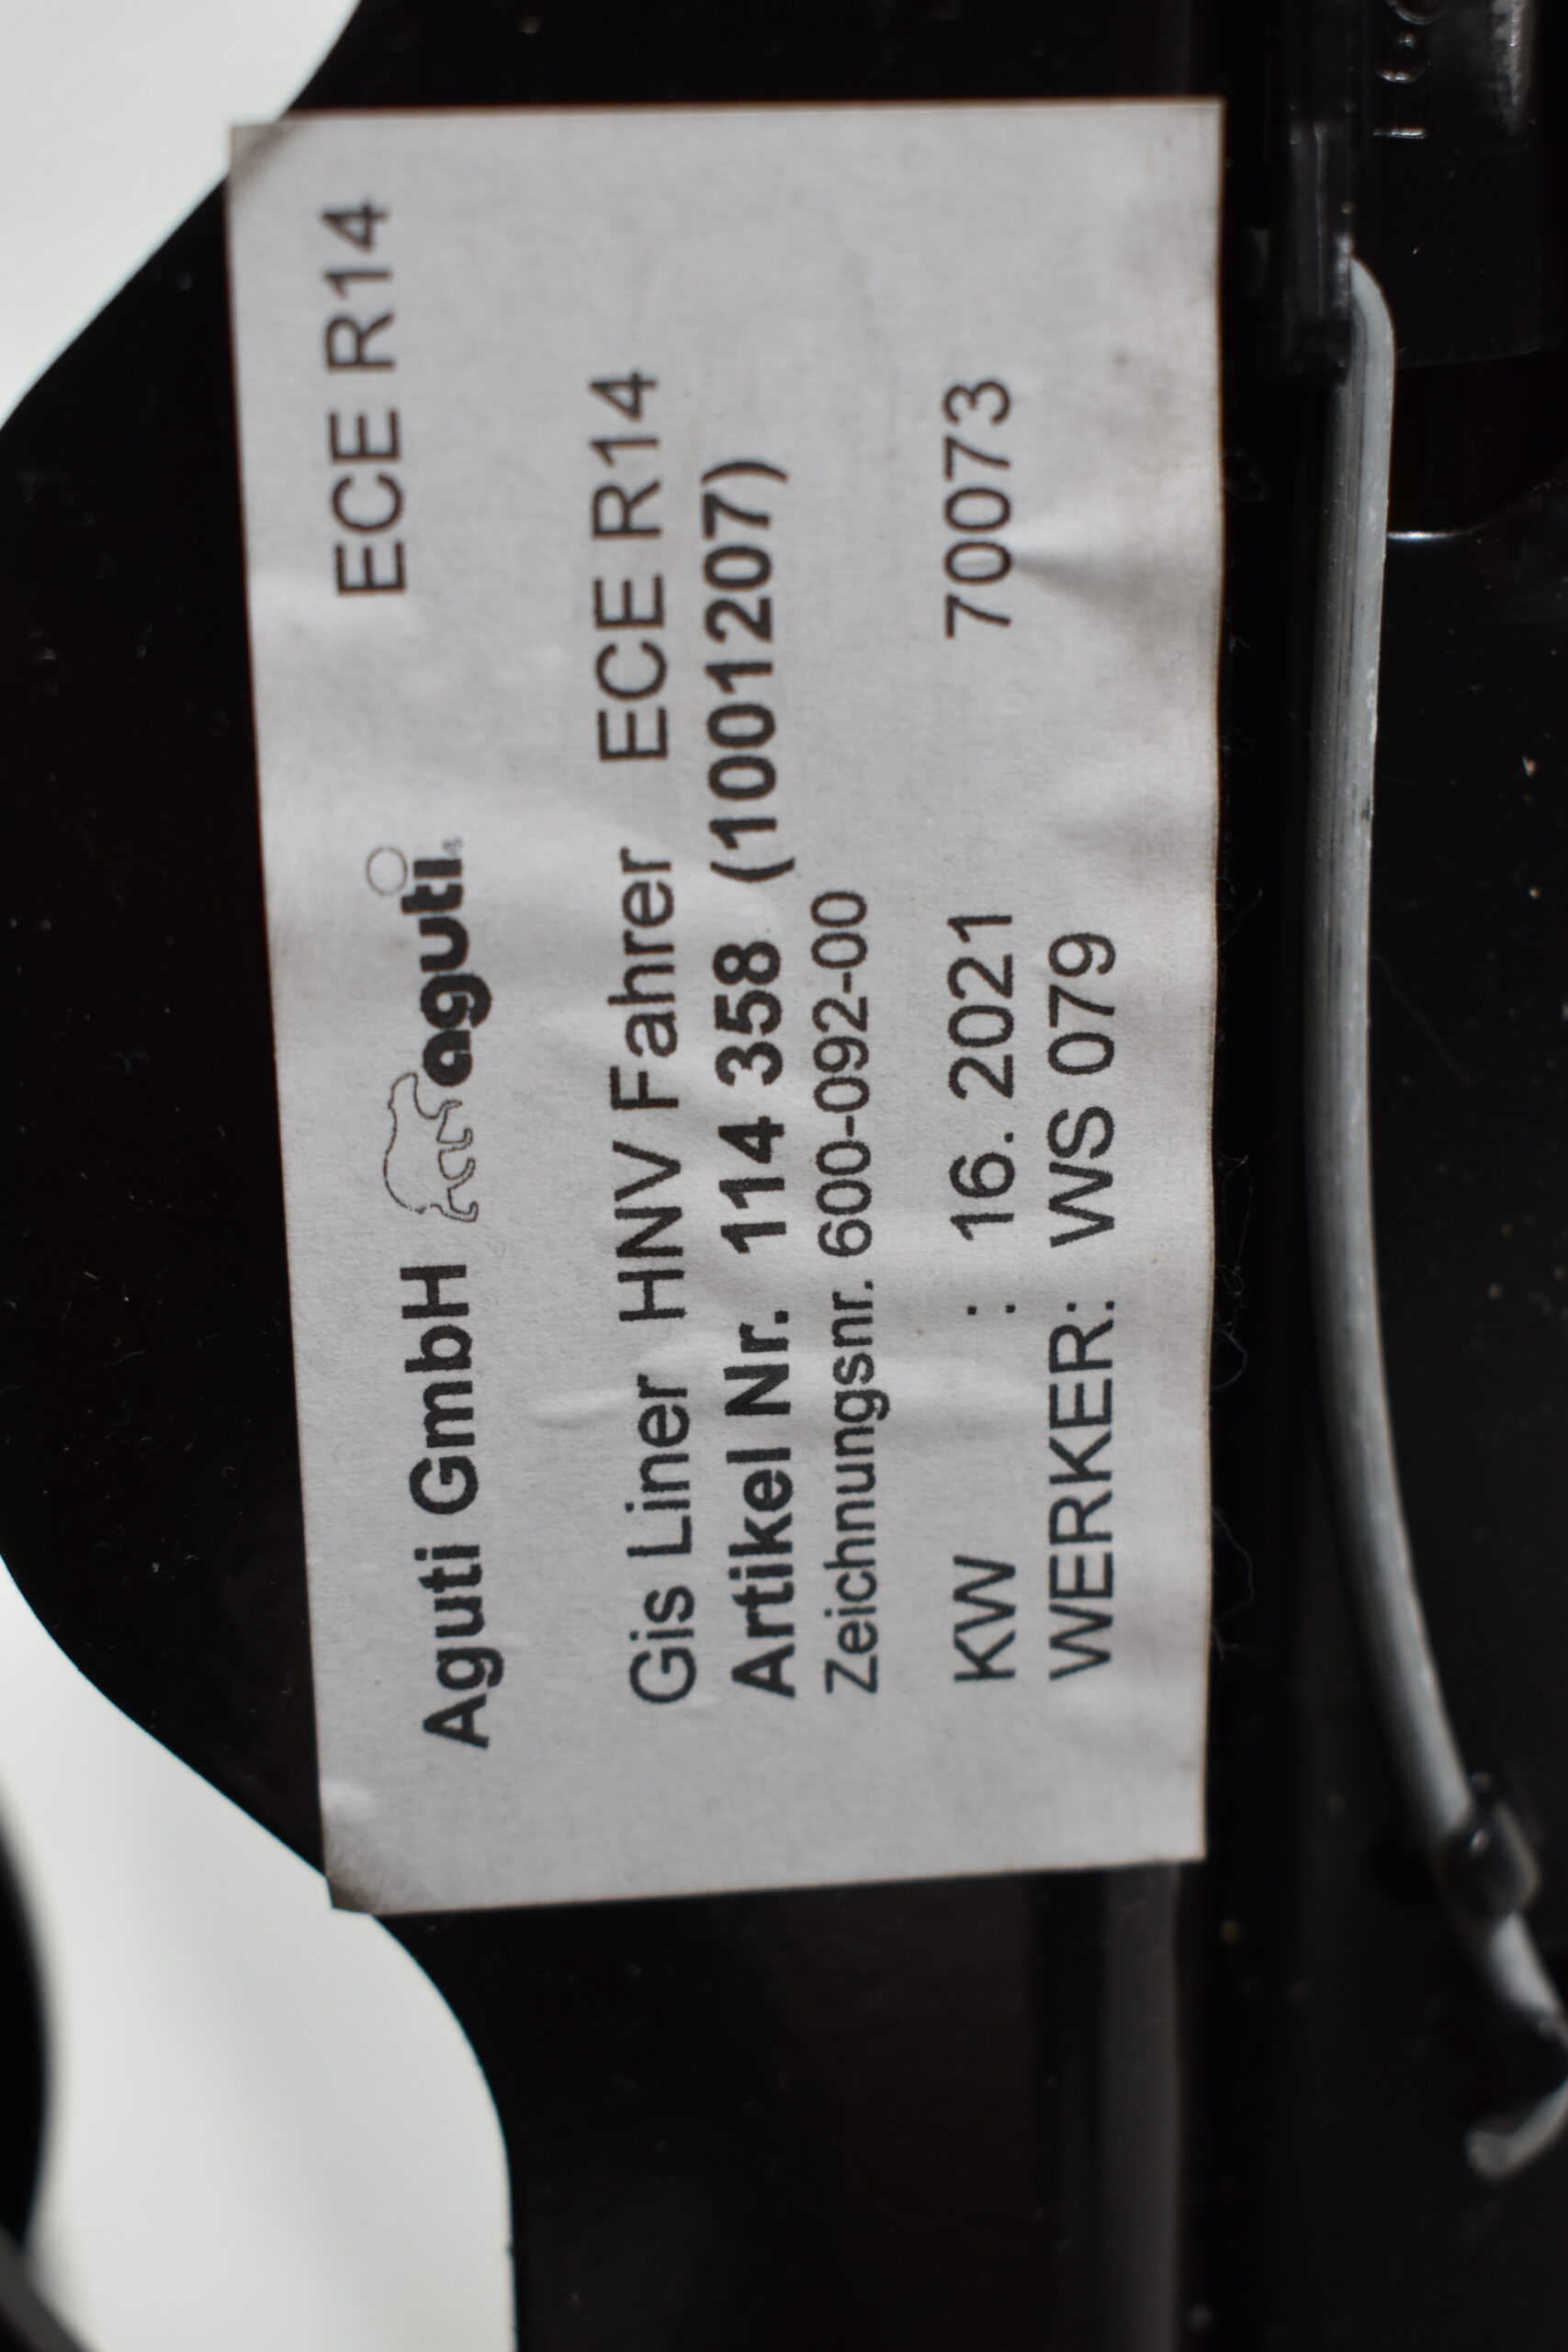 ECE R14
Aguti GmbH aguti
Gis Liner HNV Fahrer ECE R14
Artikel Nr. 114 358 (1001207)
Zeichnungsnr. 600-092-00
KW : 16. 2021 70073
WERKER: WS 079